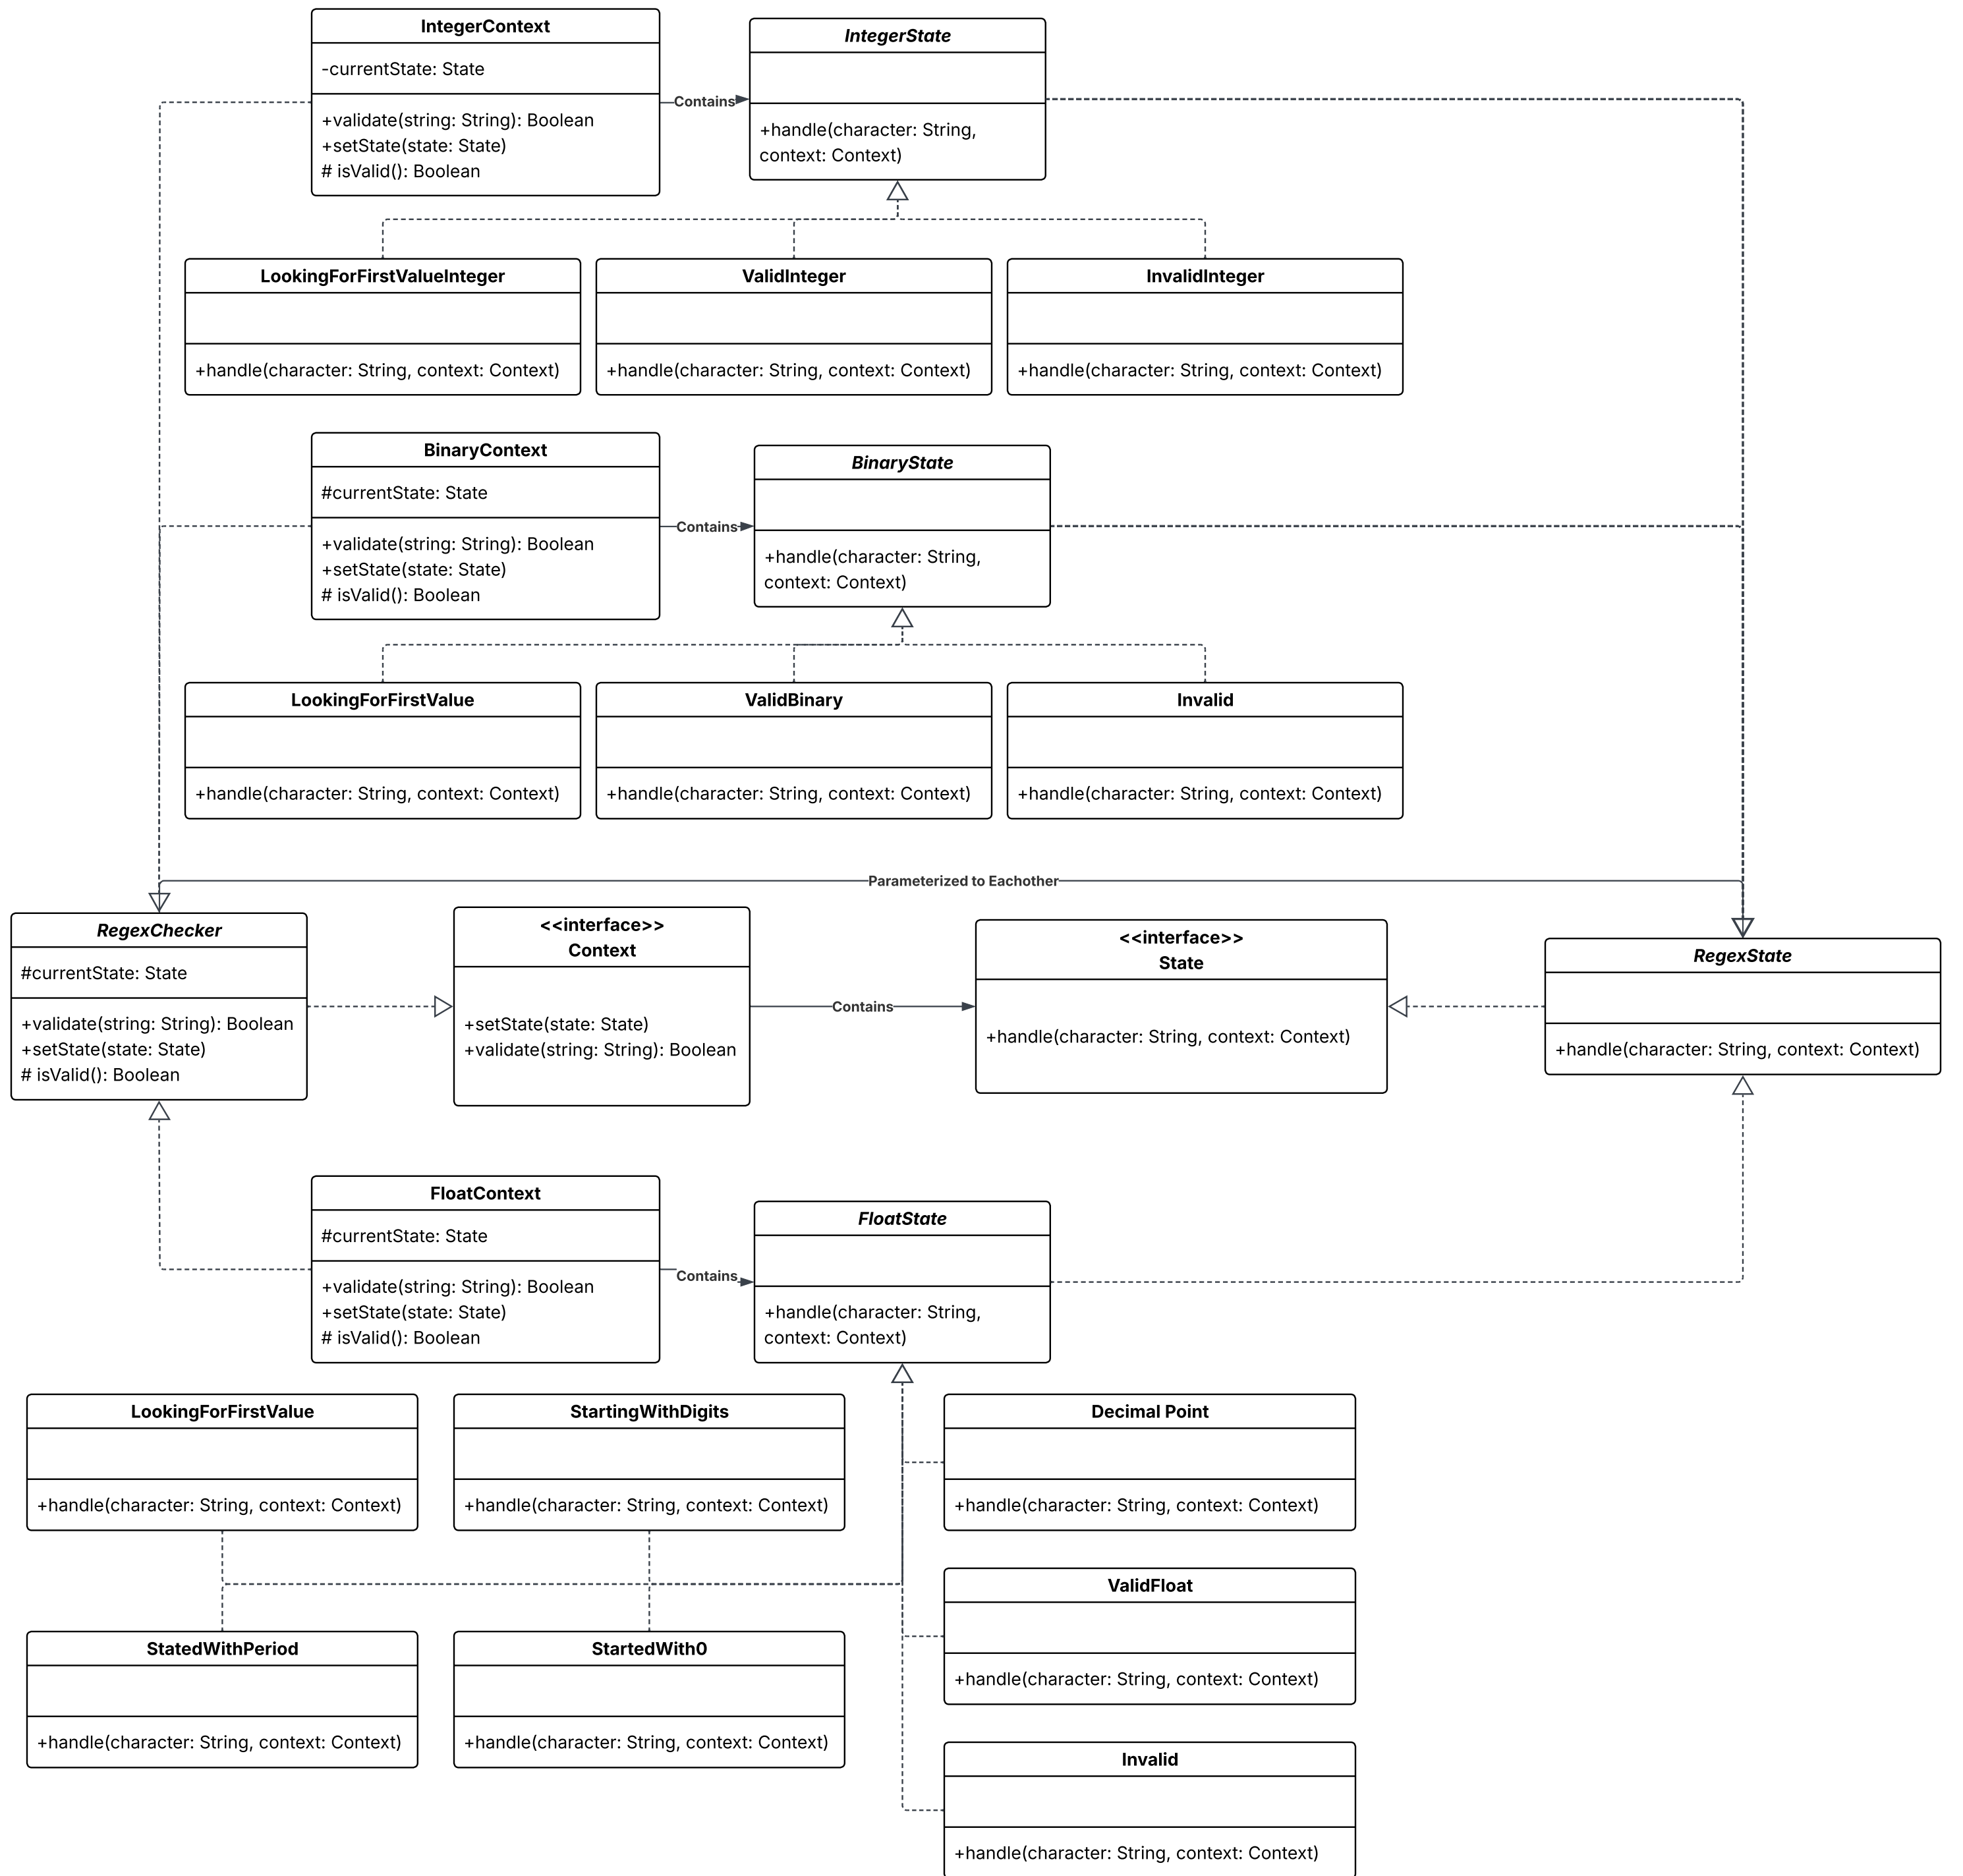 IntegerContext
-currentState: State
+validate(string: String): Boolean
+setState(state: State)
# isValid(): Boolean
Contains
IntegerState
+handle(character: String,
context: Context)
LookingForFirstValueInteger
+handle(character: String, context: Context)
ValidInteger
+handle(character: String, context: Context)
InvalidInteger
+handle(character: String, context: Context)
BinaryContext
#currentState: State
+validate(string: String): Boolean
+setState(state: State)
# isValid(): Boolean
Contains
BinaryState
+handle(character: String,
context: Context)
LookingForFirstValue
+handle(character: String, context: Context)
ValidBinary
+handle(character: String, context: Context)
Invalid
+handle(character: String, context: Context)
Parameterized to Eachother
RegexChecker
#currentState: State
+validate(string: String): Boolean
+setState(state: State)
# isValid(): Boolean
<<interface>>
Context
+setState(state: State)
+validate(string: String): Boolean
Contains
<<interface>>
State
+handle(character: String, context: Context)
RegexState
+handle(character: String, context: Context)
FloatContext
#currentState: State
+validate(string: String): Boolean
+setState(state: State)
# isValid(): Boolean
Contains
FloatState
+handle(character: String,
context: Context)
LookingForFirstValue
+handle(character: String, context: Context)
StartingWithDigits
+handle(character: String, context: Context)
Decimal Point
+handle(character: String, context: Context)
ValidFloat
+handle(character: String, context: Context)
StatedWithPeriod
+handle(character: String, context: Context)
StartedWith0
+handle(character: String, context: Context)
Invalid
+handle(character: String, context: Context)